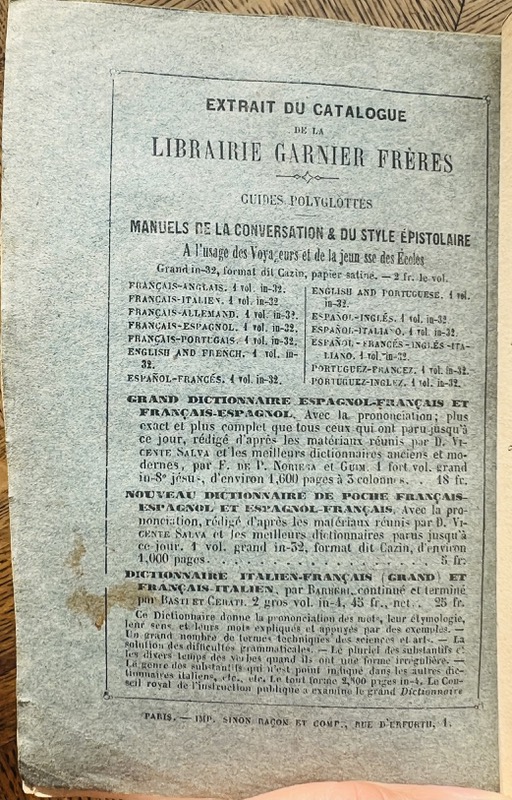 EXTRAIT DU CATALOGUE
DE LA
LIBRAIRIE GARNIER FRÈRES
GUIDES POLYGLOTTES
MANUELS DE LA CONVERSATION & DU STYLE ÉPISTOLAIRE
A l'usage des Voyageurs et de la jeun sse des Écoles
Grand in-32, format dit Cazin, papier satiné. — 2 fr. le vol.
FRANÇAIS-ANGLAIS. 1 vol. in-32.
FRANÇAIS-ITALIEN. 1 vol. in-32
FRANÇAIS-ALLEMAND. 1 vol. in-32.
FRANÇAIS-ESPAGNOL. 1 vol. in-32.
FRANÇAIS-PORTUGAIS. 1 vol. in-32.
ENGLISH AND FRENCH. 1 vol. in-
32.
ESPAÑOL-FRANCÉS. 1 vol. in-32.
ENGLISH AND PORTUGUESE. 1 vol.
in-32.
ESPAÑOL-INGLÉS. 1 vol. in-32
ESPAÑOL-ITALIANO. 1 vol. in-32.
ESPAÑOL-FRANCÉS-INGLÉS-ITA-
LIANO. 1 vol. in-32.
PORTUGUEZ-FRANCEZ. 1 vol. in-32.
PORTUGUEZ-INGLEZ. 1 vol. in-32.
GRAND DICTIONNAIRE ESPAGNOL-FRANÇAIS ET
FRANÇAIS-ESPAGNOL. Avec la prononciation; plus
exact et plus complet que tous ceux qui ont paru jusqu'à
ce jour, rédigé d'après les matériaux réunis par D. VI-
CENTE SALVA et les meilleurs dictionnaires anciens et mo-
dernes, par F. DE P. NORIEGA et GUIM. 1 fort vol. grand
in-8° jésus, d'environ 1,600 pages à 3 colonnes. . 18 fr.
NOUVEAU DICTIONNAIRE DE POCHE FRANÇAIS-
ESPAGNOL ET ESPAGNOL-FRANÇAIS, Avec la pro-
nonciation, rédigé d'après les matériaux réunis par D. VI-
CENTE SALVA et les meilleurs dictionnaires parus jusqu'à
ce jour. 1 vol. grand in-32, format dit Cazin, d'environ
1,000 pages. . . . . . . . . . . . . . . . . . 5 fr.
DICTIONNAIRE ITALIEN-FRANÇAIS (GRAND) ET
FRANÇAIS-ITALIEN, par BARBERI, continué et terminé
par BASTI ET CERATI. 2 gros vol. in-4, 45 fr., net . 25 fr.
Ce Dictionnaire donne la prononciation des mots, leur étymologie,
leur sens, et leurs mots expliqués et appuyés par des exemples. —
Un grand nombre de termes techniques des sciences et arts. — La
solution des difficultés grammaticales. — Le pluriel des substantifs et
les divers temps des verbes quand ils ont une forme irrégulière. —
Le genre des substantifs qui n'est point indiqué dans les autres dic-
tionnaires italiens, etc., etc. Le tout forme 2,500 pages in-4. Le Con-
seil royal de l'instruction publique a examiné le grand Dictionnaire
PARIS. — IMP. SIMON RAÇON ET COMP., RUE D'ERFURTH, 1.